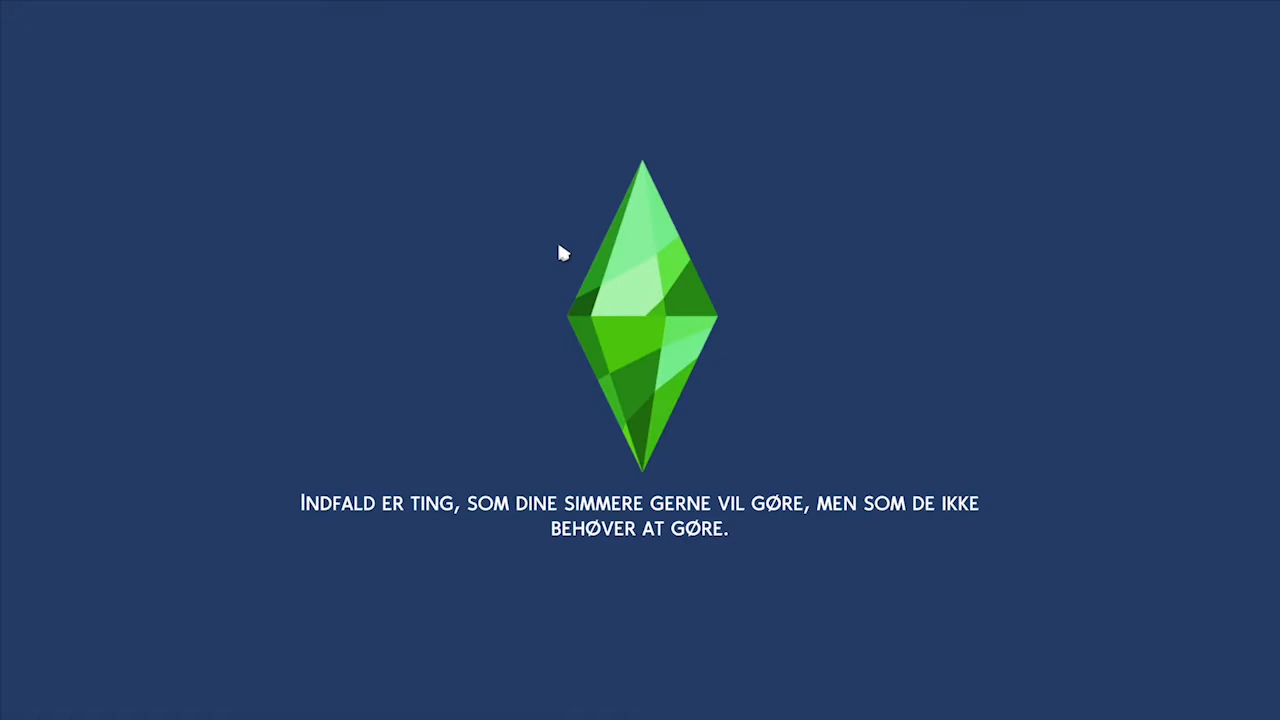 Indfald er ting, som dine simmere gerne vil gøre, men som de ikke
behøver at gøre.